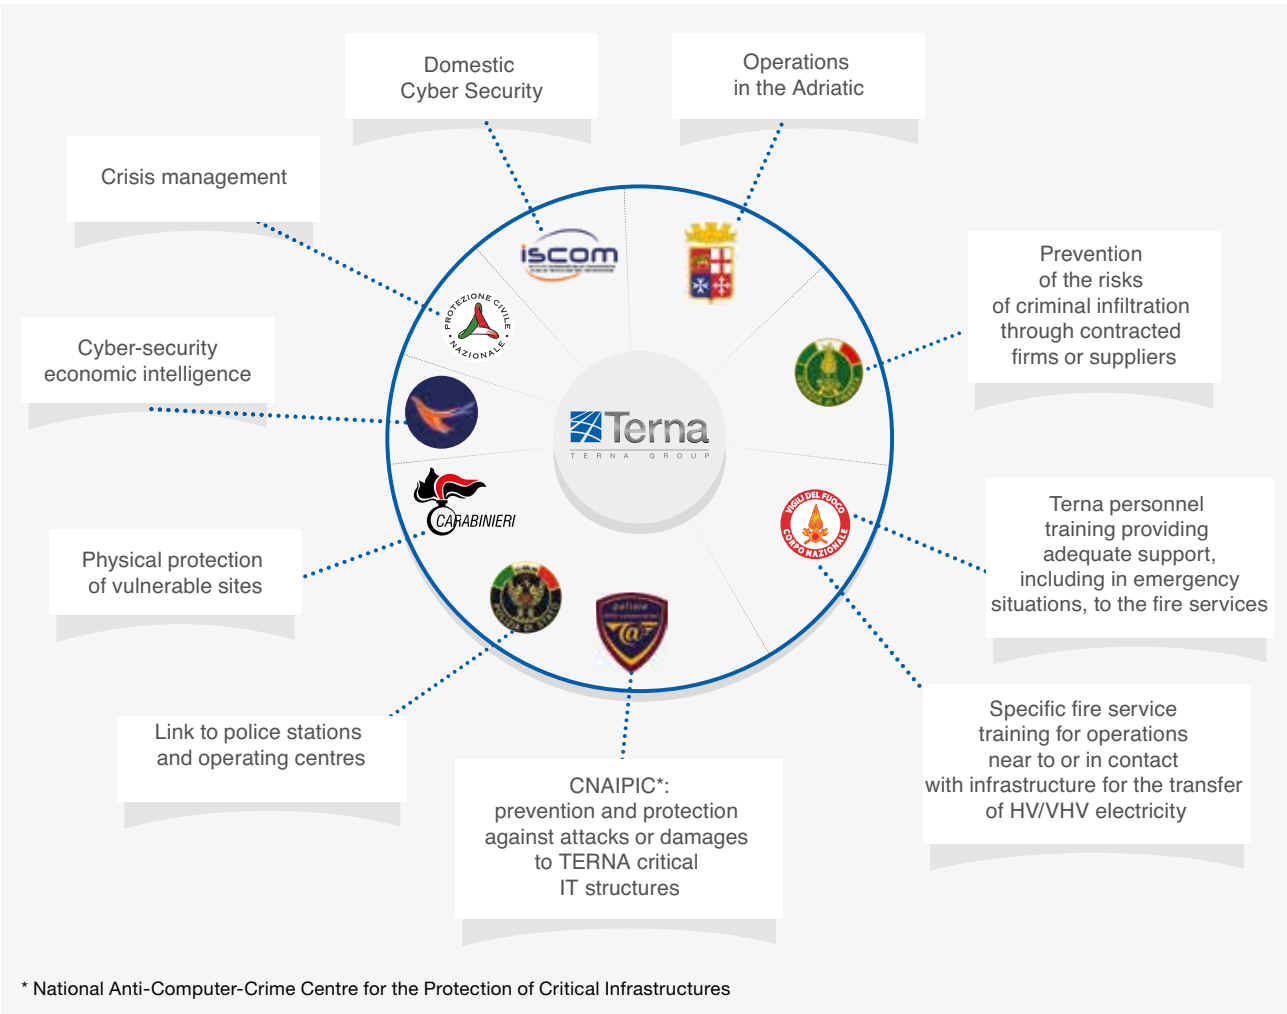 Domestic
Cyber Security
Operations
in the Adriatic
Crisis management
Prevention
of the risks
of criminal infiltration
through contracted
firms or suppliers
Cyber-security
economic intelligence
iscom
PROTEZIONE CIVILE
NAZIONALE
Terna
TERNA GROUP
CARABINIERI
VIGILI DEL FUOCO
CORPO NAZIONALE
Terna personnel
training providing
adequate support,
including in emergency
situations, to the fire services
Physical protection
of vulnerable sites
POLIZIA DI STATO
polizia
@
Specific fire service
training for operations
near to or in contact
with infrastructure for the transfer
of HV/VHV electricity
Link to police stations
and operating centres
CNAIPIC*:
prevention and protection
against attacks or damages
to TERNA critical
IT structures
* National Anti-Computer-Crime Centre for the Protection of Critical Infrastructures